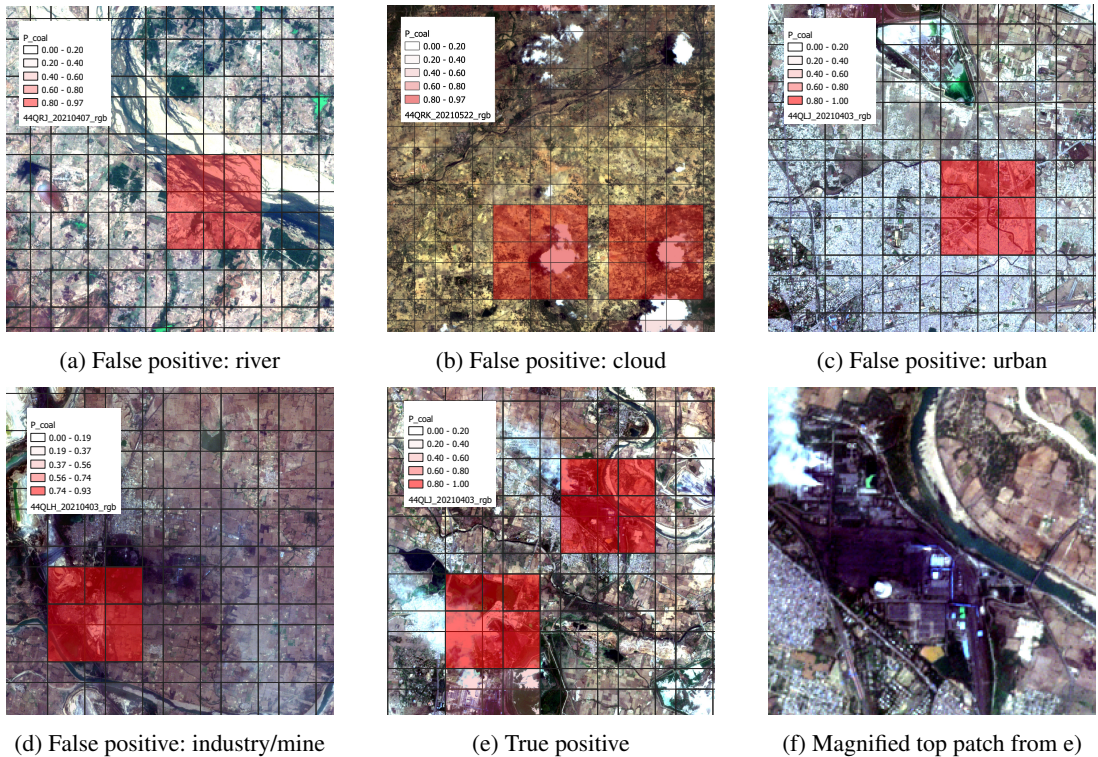 P_coal
0.00 - 0.20
0.20 - 0.40
0.40 - 0.60
0.60 - 0.80
0.80 - 0.97
44QRJ_20210407_rgb
(a) False positive: river
P_coal
0.00 - 0.20
0.20 - 0.40
0.40 - 0.60
0.60 - 0.80
0.80 - 0.97
44QRK_20210522_rgb
(b) False positive: cloud
P_coal
0.00 - 0.20
0.20 - 0.40
0.40 - 0.60
0.60 - 0.80
0.80 - 1.00
44QLJ_20210403_rgb
(c) False positive: urban
P_coal
0.00 - 0.19
0.19 - 0.37
0.37 - 0.56
0.56 - 0.74
0.74 - 0.93
44QLH_20210403_rgb
(d) False positive: industry/mine
P_coal
0.00 - 0.20
0.20 - 0.40
0.40 - 0.60
0.60 - 0.80
0.80 - 1.00
44QLJ_20210403_rgb
(e) True positive
(f) Magnified top patch from e)